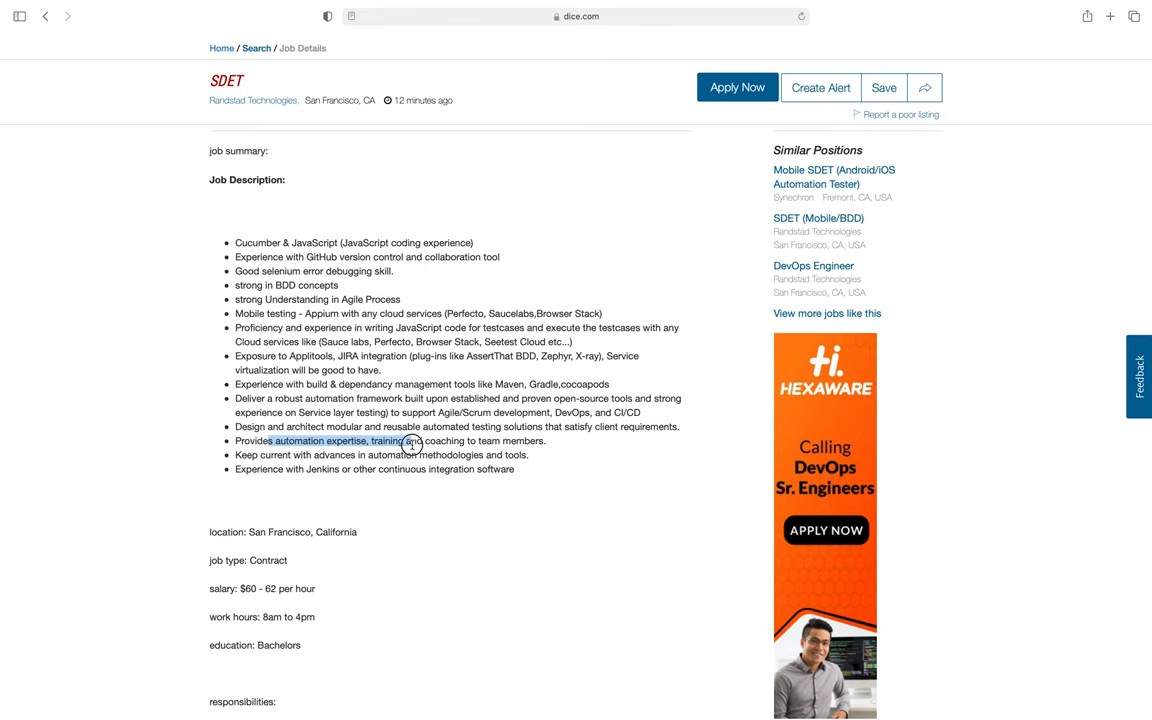 dice.com
Home / Search / Job Details
SDET
Randstad Technologies, San Francisco, CA 12 minutes ago
Apply Now
Create Alert
Save
Report a poor listing
job summary:
Job Description:
Cucumber & JavaScript (JavaScript coding experience)
Experience with GitHub version control and collaboration tool
Good selenium error debugging skill.
strong in BDD concepts
strong Understanding in Agile Process
Mobile testing - Appium with any cloud services (Perfecto, Saucelabs,Browser Stack)
Proficiency and experience in writing JavaScript code for testcases and execute the testcases with any
Cloud services like (Sauce labs, Perfecto, Browser Stack, Seetest Cloud etc...)
Exposure to Applitools, JIRA integration (plug-ins like AssertThat BDD, Zephyr, X-ray), Service
virtualization will be good to have.
Experience with build & dependancy management tools like Maven, Gradle,cocoapods
Deliver a robust automation framework built upon established and proven open-source tools and strong
experience on Service layer testing) to support Agile/Scrum development, DevOps, and CI/CD
Design and architect modular and reusable automated testing solutions that satisfy client requirements.
Provides automation expertise, training and coaching to team members.
Keep current with advances in automation methodologies and tools.
Experience with Jenkins or other continuous integration software
location: San Francisco, California
job type: Contract
salary: $60 - 62 per hour
work hours: 8am to 4pm
education: Bachelors
responsibilities:
Similar Positions
Mobile SDET (Android/iOS
Automation Tester)
Synechron Fremont, CA, USA
SDET (Mobile/BDD)
Randstad Technologies
San Francisco, CA, USA
DevOps Engineer
Randstad Technologies
San Francisco, CA, USA
View more jobs like this
hi.
HEXAWARE
Calling
DevOps
Sr. Engineers
APPLY NOW
Feedback